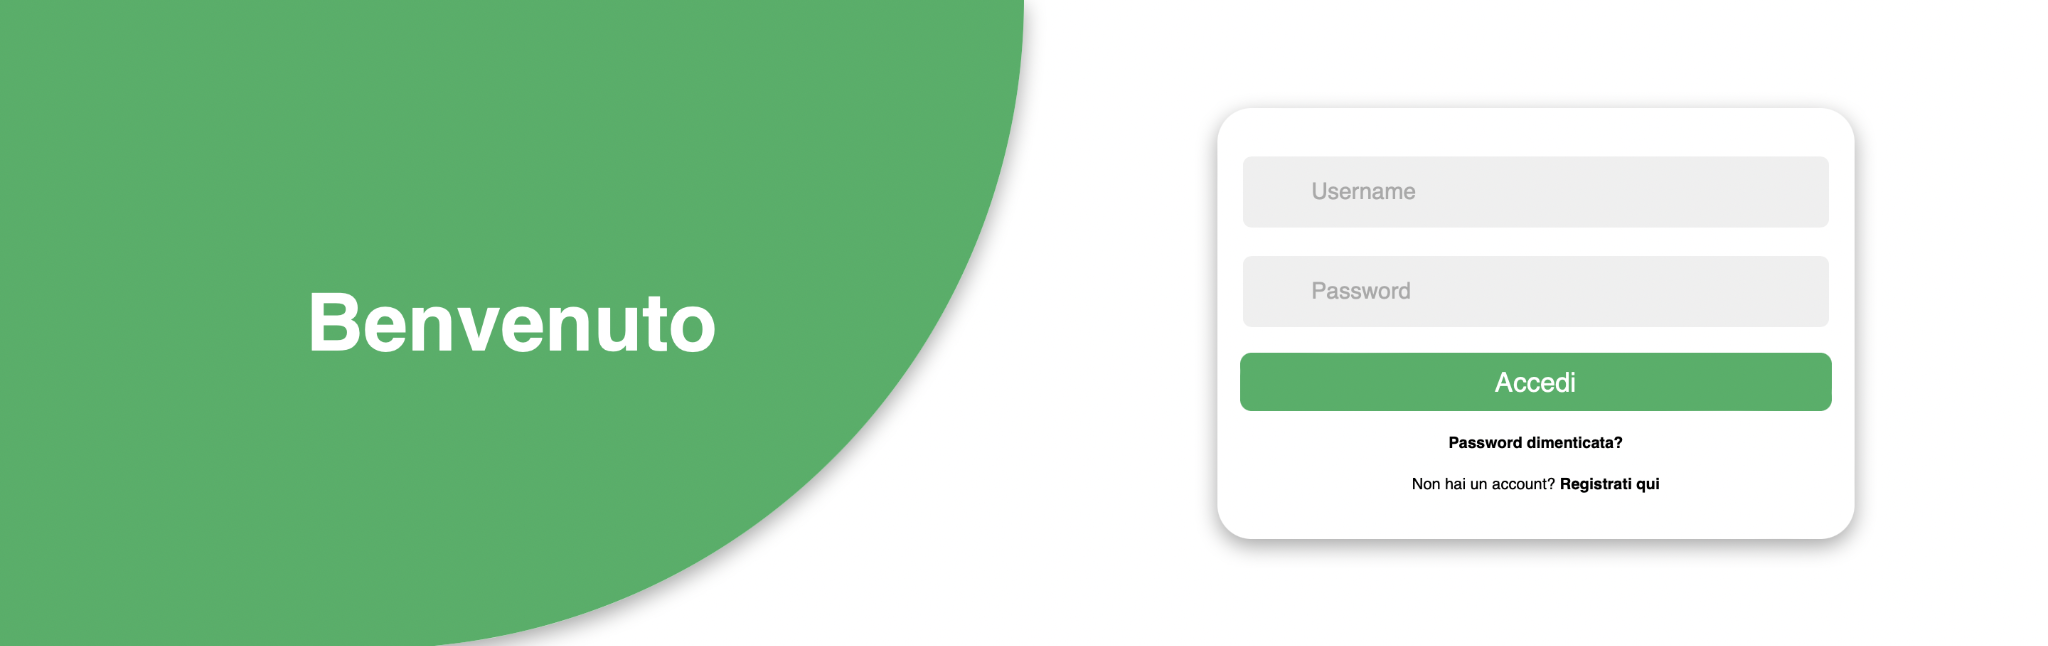 Benvenuto
Username
Password
Accedi
Password dimenticata?
Non hai un account? Registrati qui